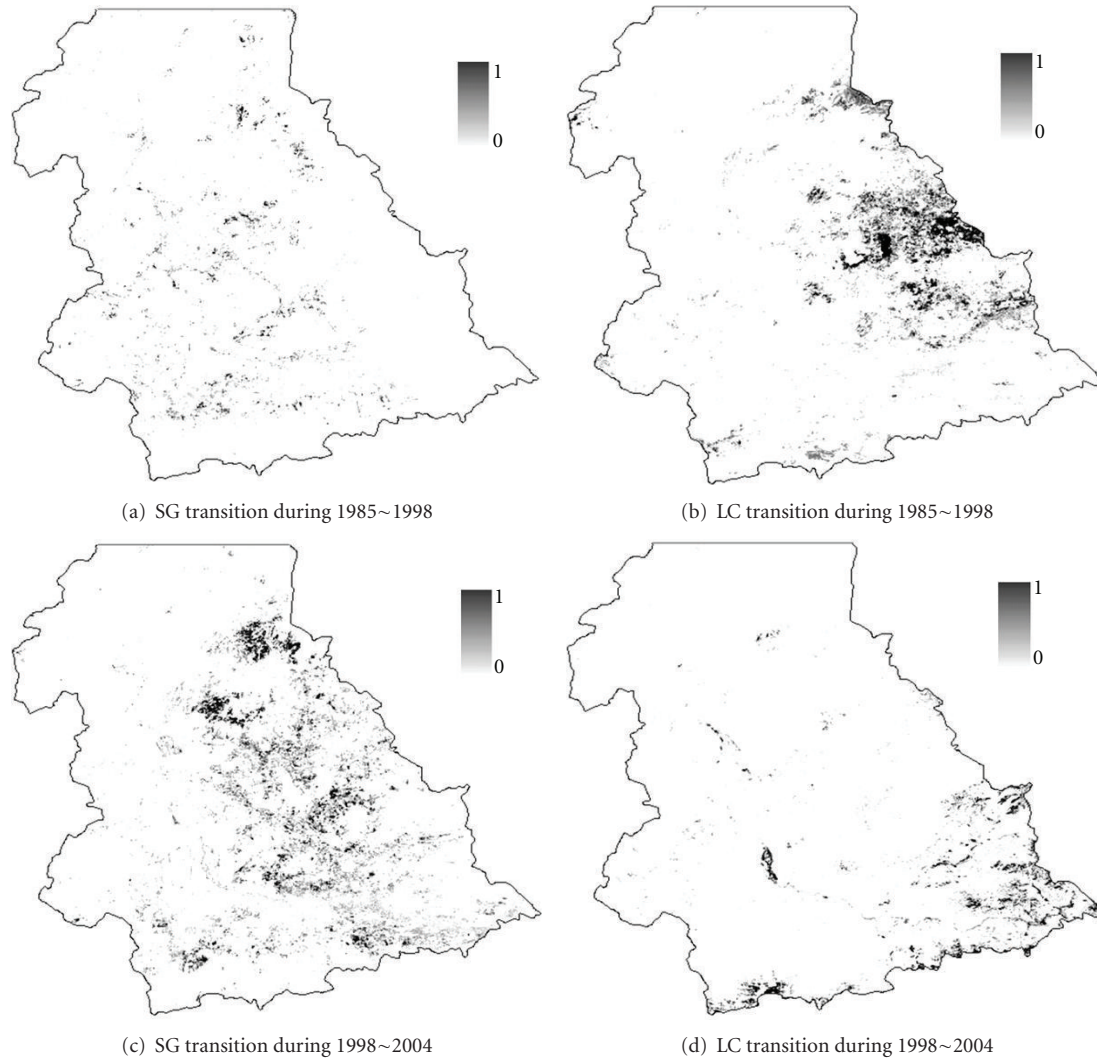 1
0
1
0
(a) SG transition during 1985~1998
(b) LC transition during 1985~1998
1
0
1
0
(c) SG transition during 1998~2004
(d) LC transition during 1998~2004